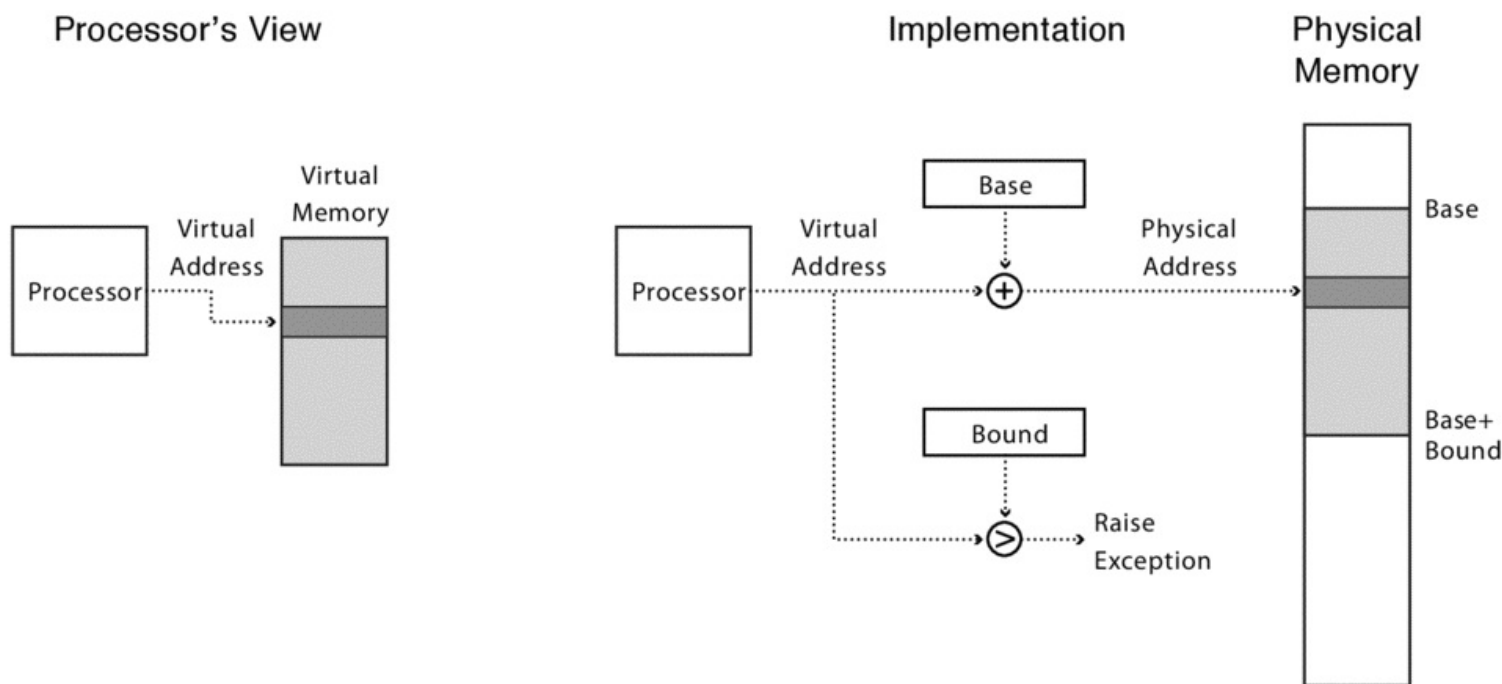 Processor's View
Implementation
Physical
Memory
Virtual
Memory
Virtual
Address
Processor
Base
Virtual
Address
Processor
Physical
Address
Base
Bound
Base+
Bound
Raise
Exception